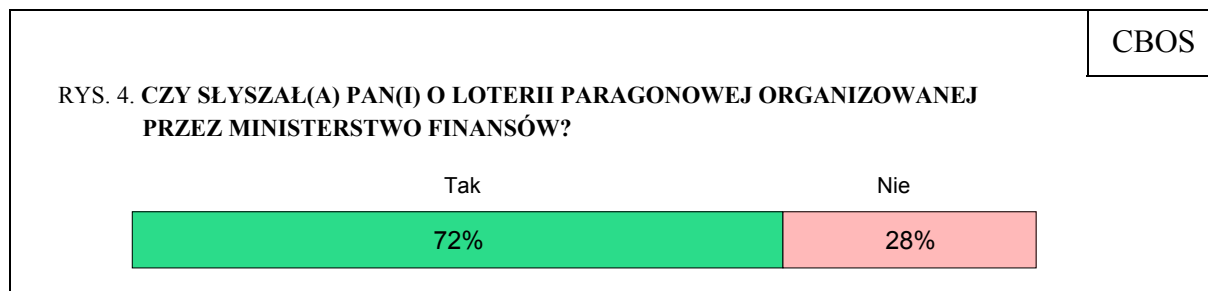 CBOS
RYS. 4. CZY SŁYSZAŁ(A) PAN(I) O LOTERII PARAGONOWEJ ORGANIZOWANEJ
PRZEZ MINISTERSTWO FINANSÓW?
Tak Nie
72% 28%